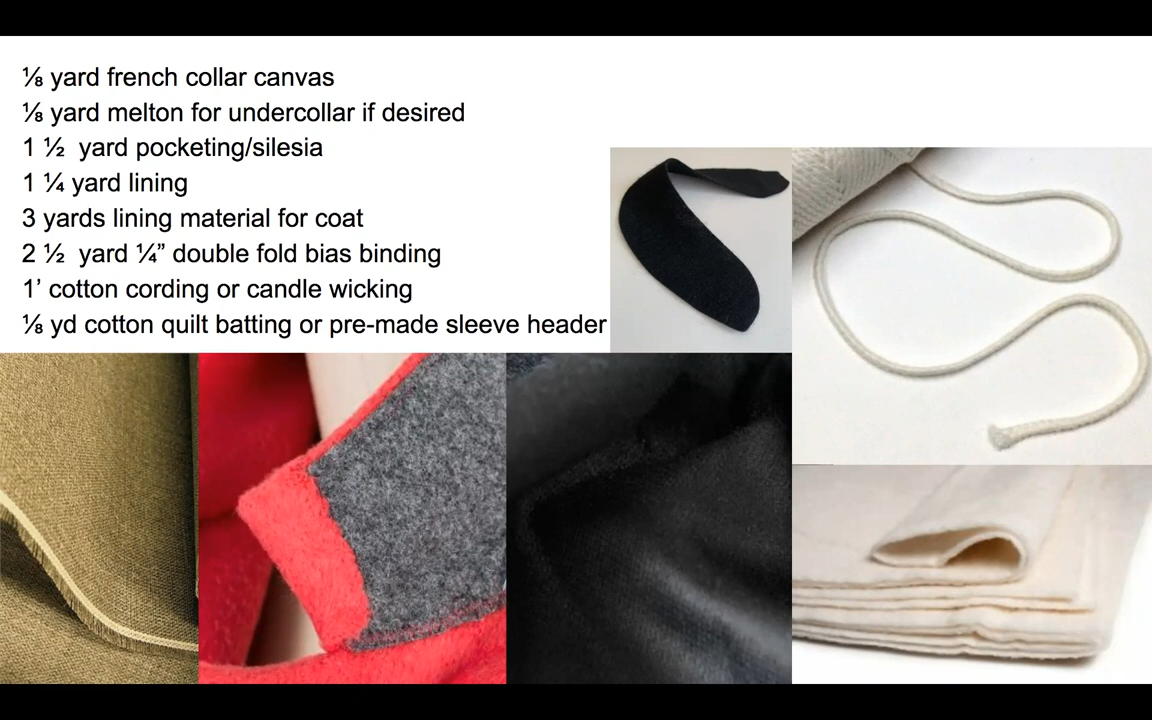 ⅛ yard french collar canvas
⅛ yard melton for undercollar if desired
1 ½  yard pocketing/silesia
1 ¼ yard lining
3 yards lining material for coat
2 ½  yard ¼” double fold bias binding
1’ cotton cording or candle wicking
⅛ yd cotton quilt batting or pre-made sleeve header